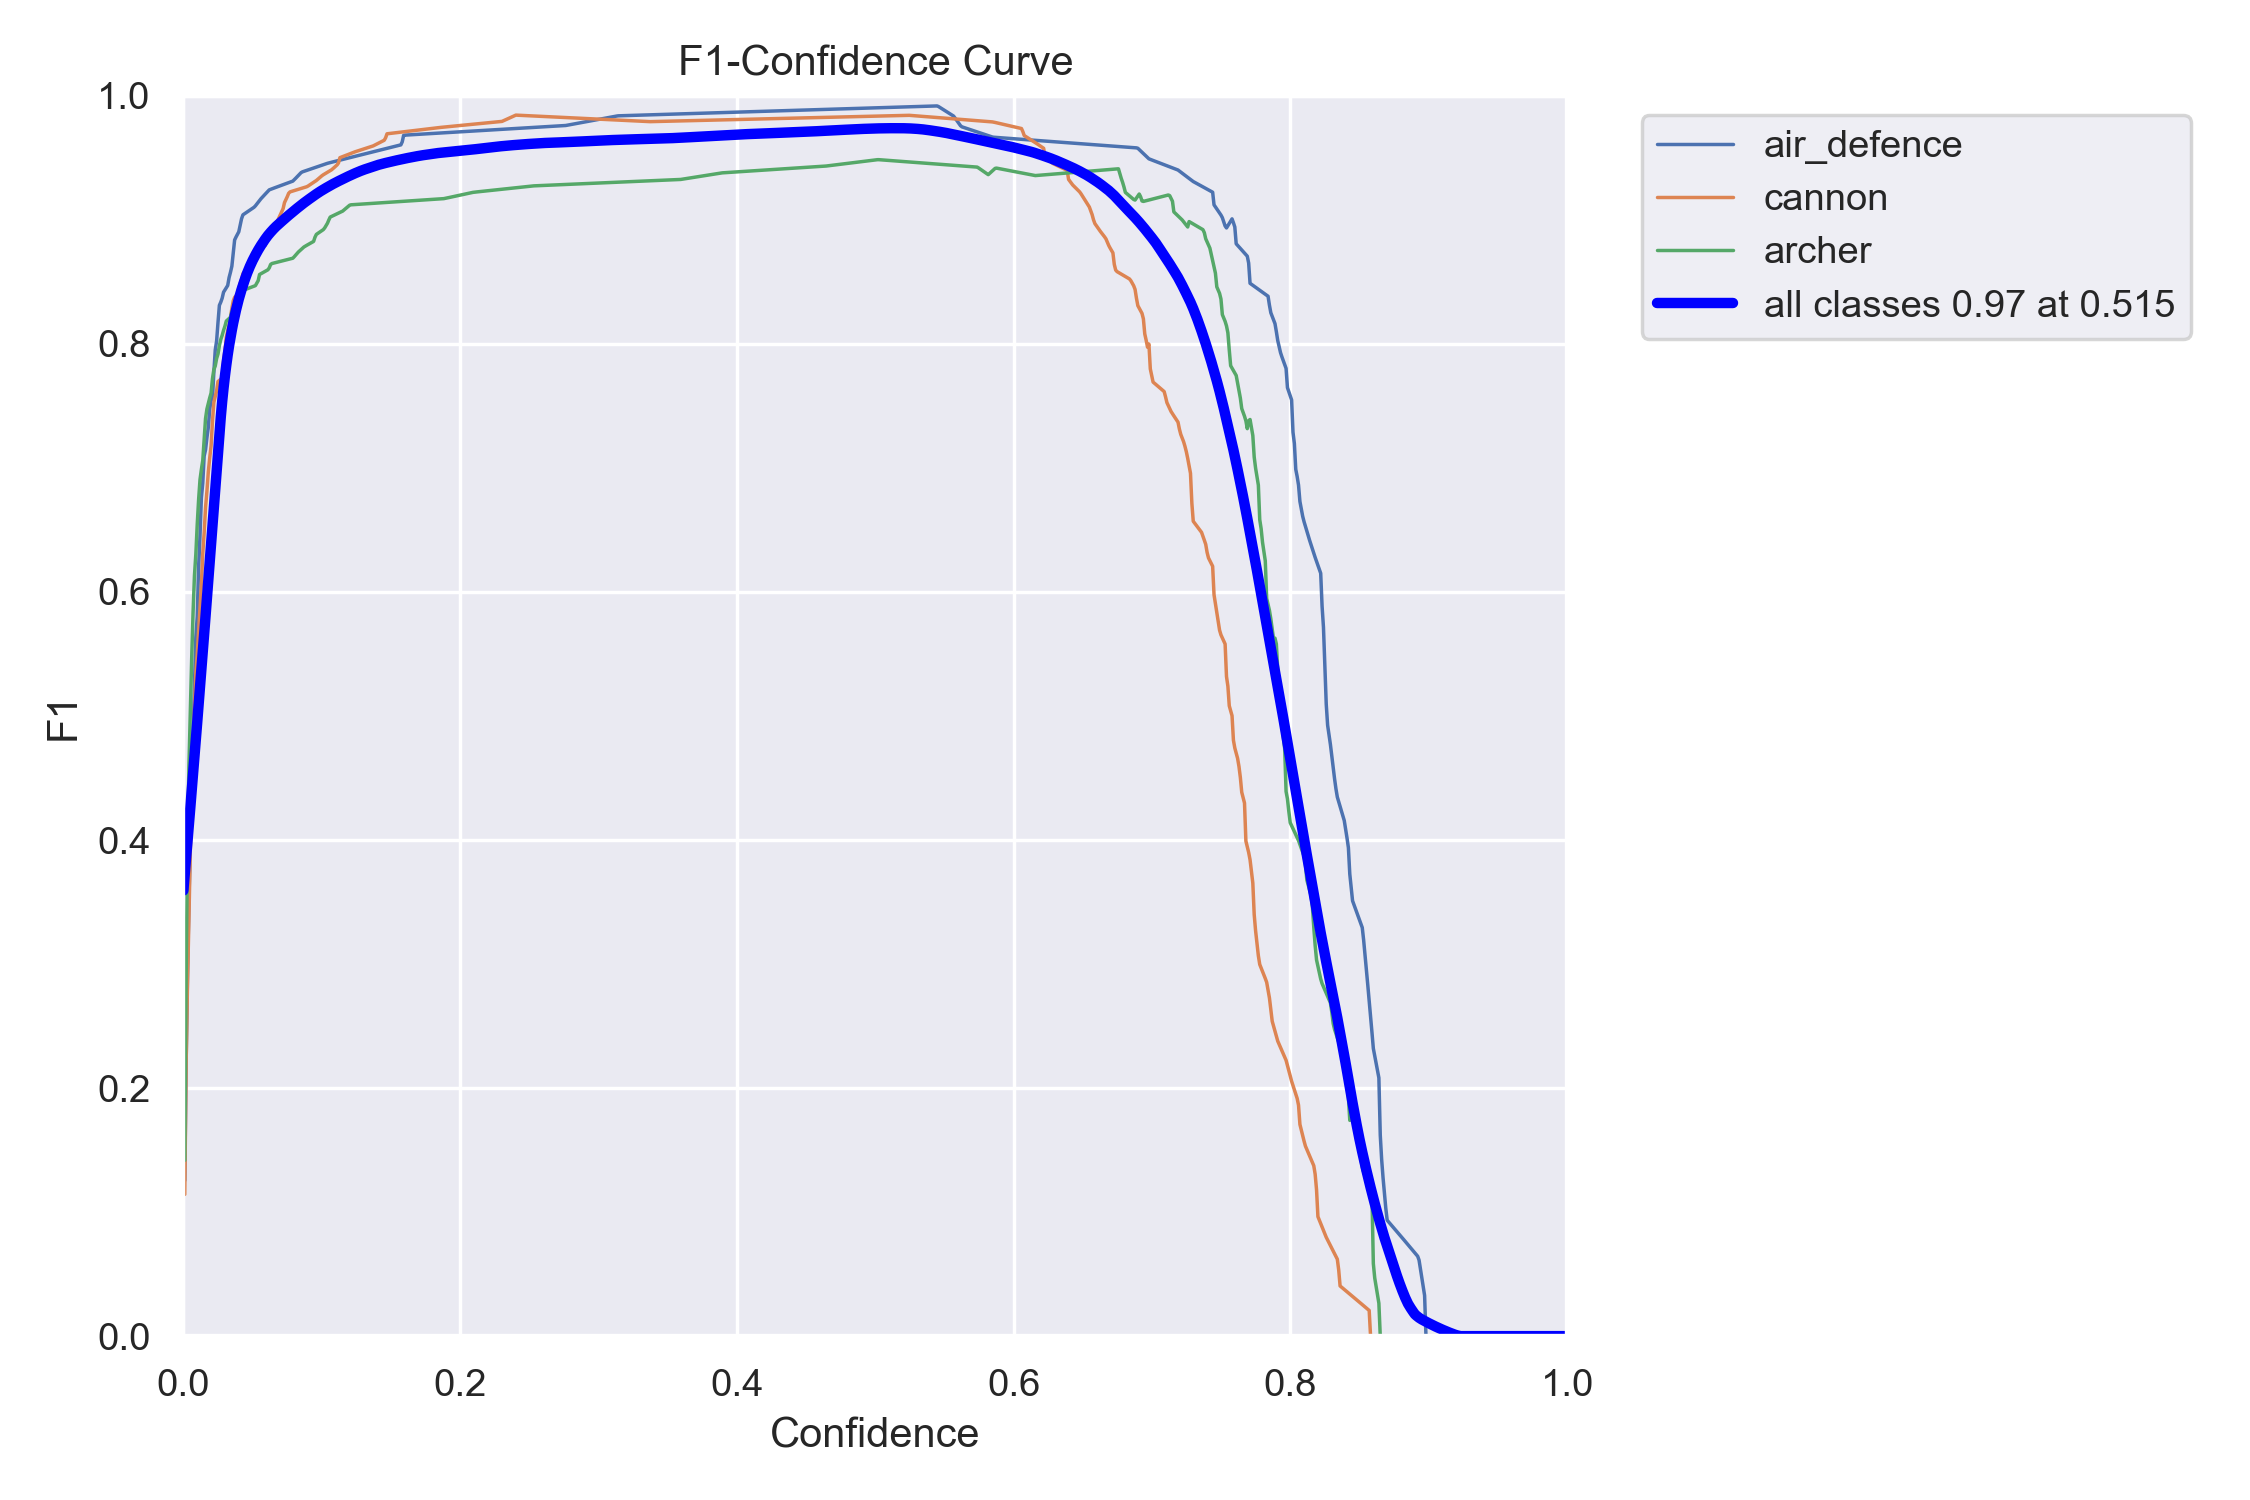 F1-Confidence Curve
1.0
0.8
0.6
0.4
0.2
0.0
F1
0.0 0.2 0.4 0.6 0.8 1.0
Confidence
air_defence
cannon
archer
all classes 0.97 at 0.515